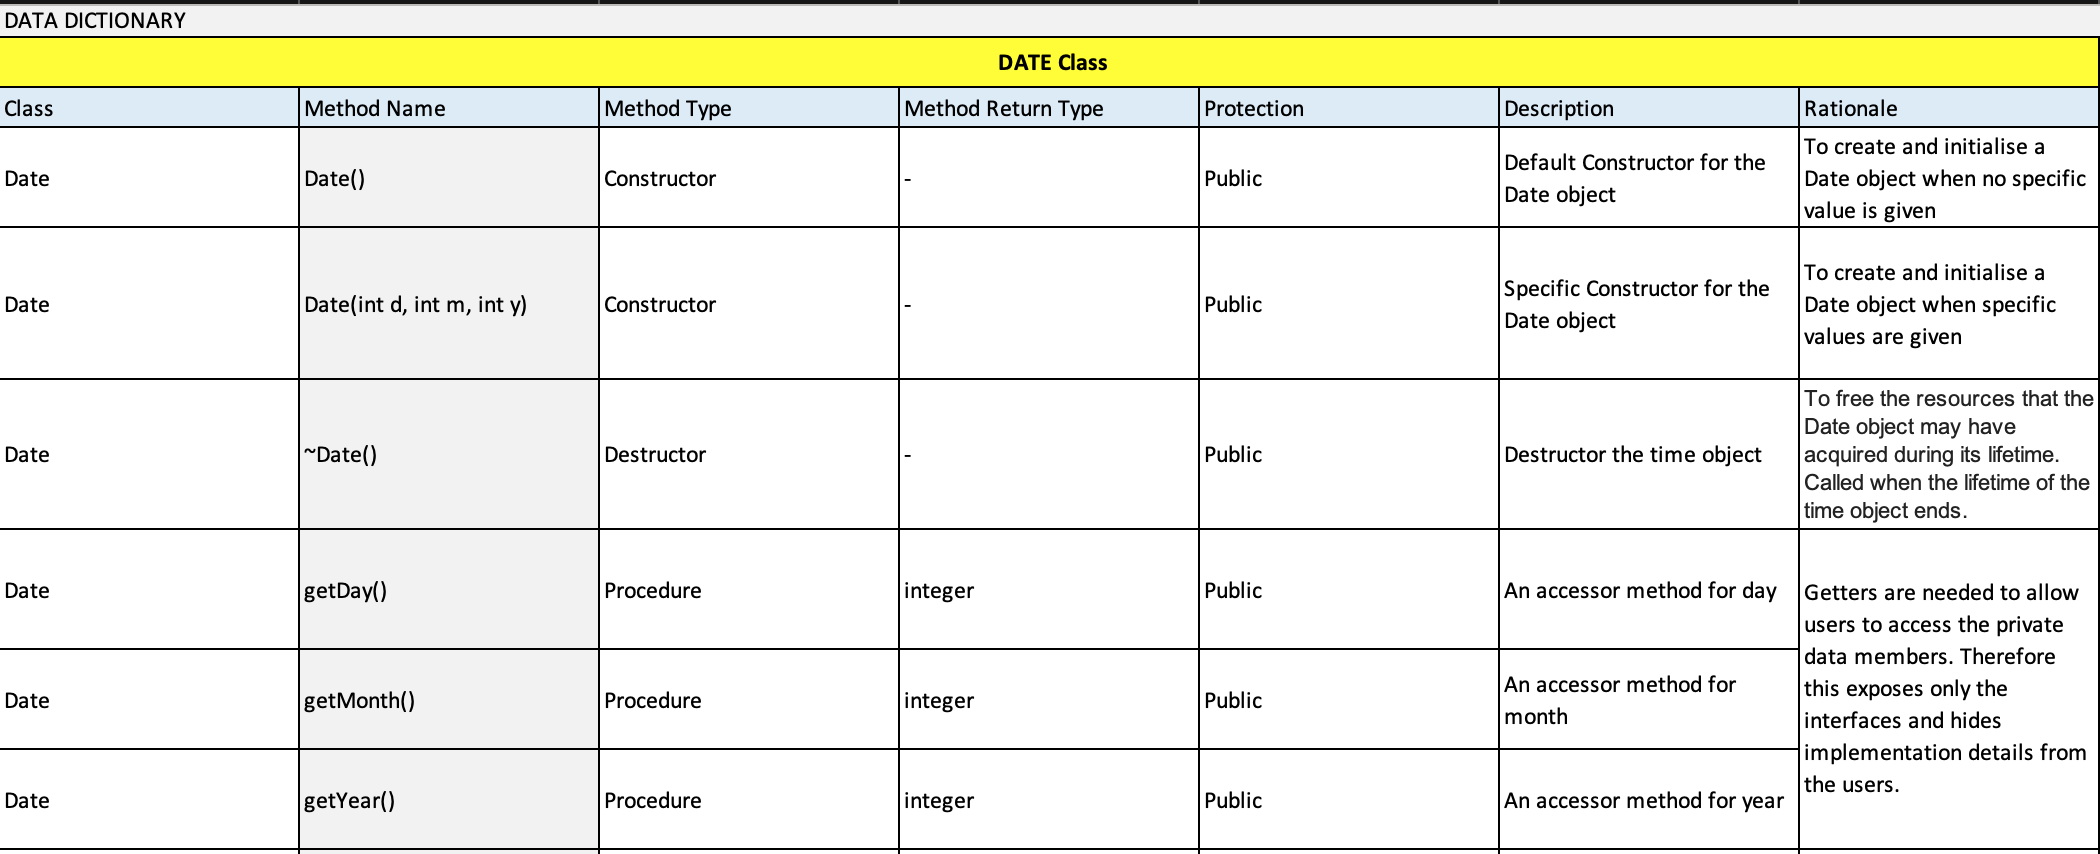 DATA DICTIONARY
DATE Class
Class Method Name Method Type Method Return Type Protection Description Rationale
Date Date() Constructor - Public Default Constructor for the
Date object
To create and initialise a
Date object when no specific
value is given
Date Date(int d, int m, int y) Constructor - Public Specific Constructor for the
Date object
To create and initialise a
Date object when specific
values are given
Date ~Date() Destructor - Public Destructor the time object
To free the resources that the
Date object may have
acquired during its lifetime.
Called when the lifetime of the
time object ends.
Date getDay() Procedure integer Public An accessor method for day
Date getMonth() Procedure integer Public An accessor method for
month
Date getYear() Procedure integer Public An accessor method for year
Getters are needed to allow
users to access the private
data members. Therefore
this exposes only the
interfaces and hides
implementation details from
the users.